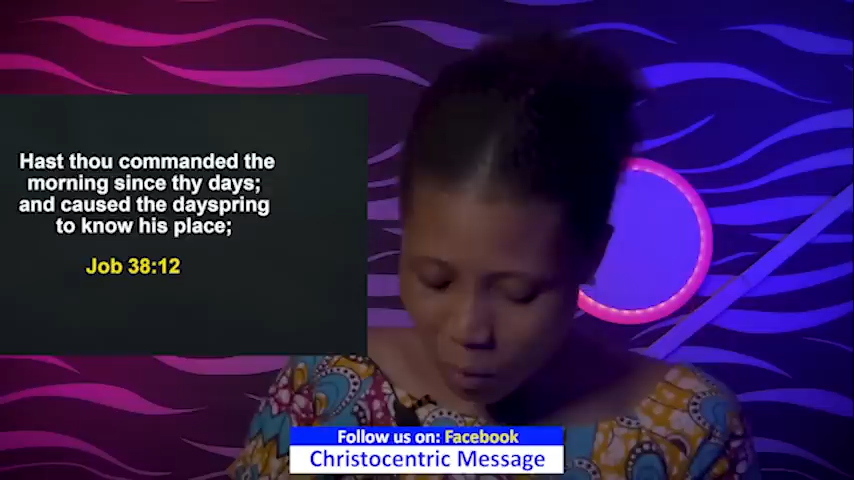 Hast thou commanded the
morning since thy days;
and caused the dayspring
to know his place;
Job 38:12
Follow us on: Facebook
Christocentric Message